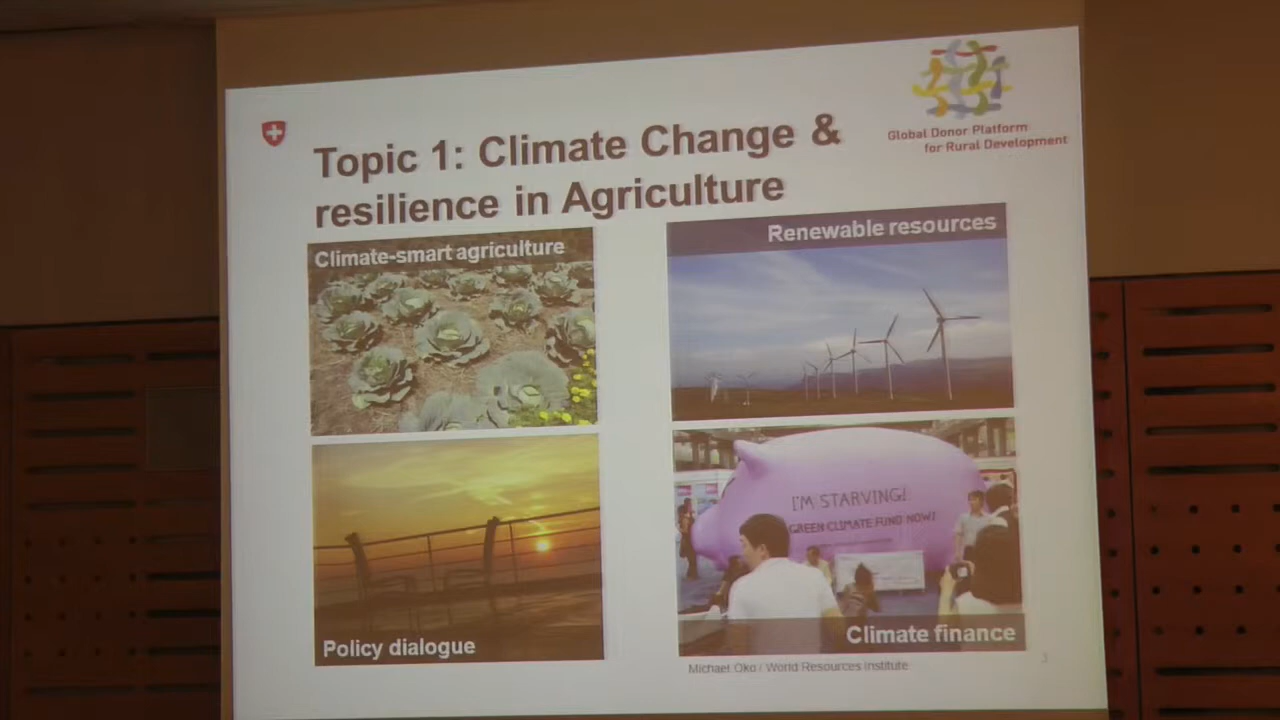 Topic 1: Climate Change &
resilience in Agriculture
Global Donor Platform
for Rural Development
Climate-smart agriculture
Renewable resources
Policy dialogue
I'M STARVING!
GREEN CLIMATE FUND NOW!
Climate finance
Michael Oko / World Resources Institute
3